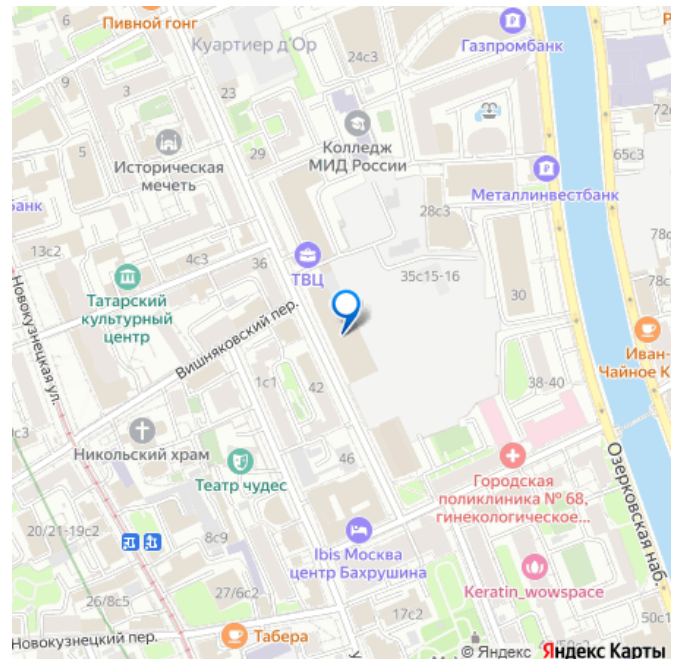 Пивной гонг
Куартиер д'Ор
24с3
Газпромбанк
9
3
23
72
5
Историческая
мечеть
29
Колледж
МИД России
65с3
Металлинвестбанк
28с3
13с2
4с3
36
ТВЦ
35с15-16
30
78с
78с
Татарский
культурный
центр
Новокузнецкая ул.
Вишняковский пер.
Иван-
Чайное К
1с1
42
38-40
Никольский храм
46
Театр чудес
Городская
поликлиника № 68,
гинекологическое...
Озерковская наб.
20/21-19с2
8с9
Ibis Москва
центр Бахрушина
Keratin_wowspace
26/8с5
27/6с2
17с2
50с1
Новокузнецкий пер.
Табера
© Яндекс Яндекс Карты